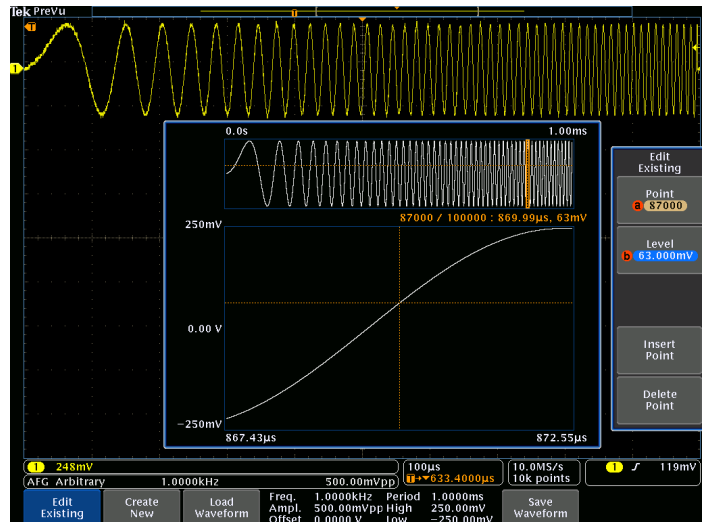 Tek PreVu
T
T
1
0.0s 1.00ms
87000 / 100000 : 869.99µs, 63mV
250mV
0.00 V
−250mV
867.43µs 872.55µs
Edit
Existing
Point
a 87000
Level
b 63.000mV
Insert
Point
Delete
Point
1 248mV
AFG Arbitrary 1.0000kHz 500.00mVpp
100µs
T→▼633.4000µs
10.0MS/s
10k points
1 119mV
Edit
Existing
Create
New
Load
Waveform
Freq. 1.0000kHz Period 1.0000ms
Ampl. 500.00mVpp High 250.00mV
Offset 0.0000 V Low −250.00mV
Save
Waveform